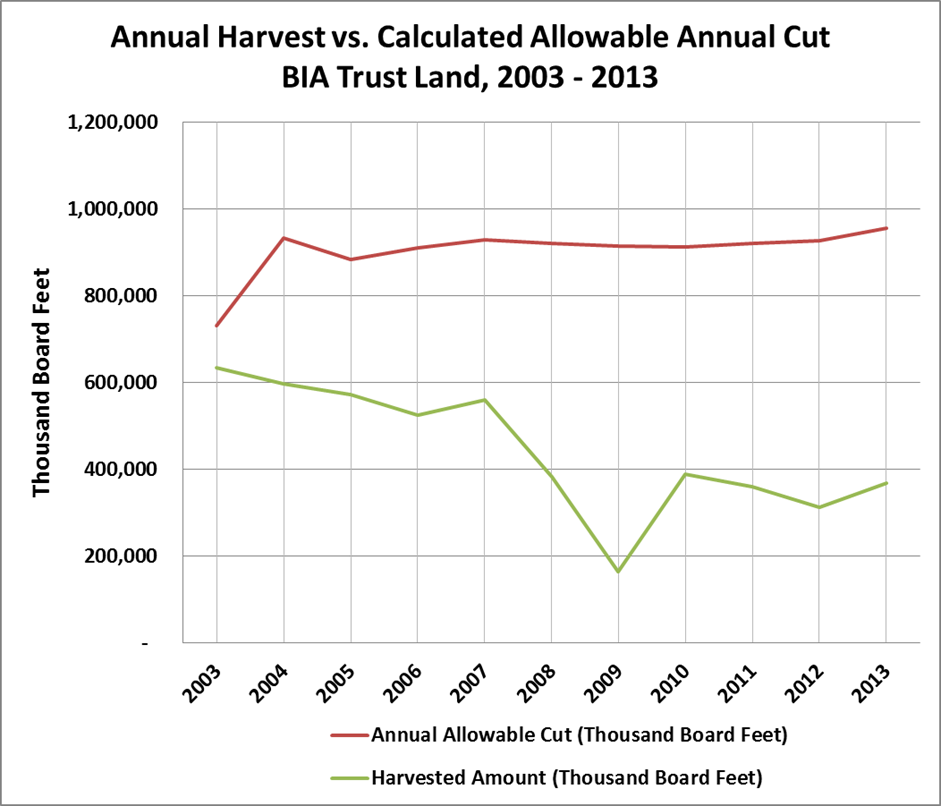 Annual Harvest vs. Calculated Allowable Annual Cut
BIA Trust Land, 2003 - 2013
Thousand Board Feet
1,200,000
1,000,000
800,000
600,000
400,000
200,000
-
2003 2004 2005 2006 2007 2008 2009 2010 2011 2012 2013
Annual Allowable Cut (Thousand Board Feet)
Harvested Amount (Thousand Board Feet)